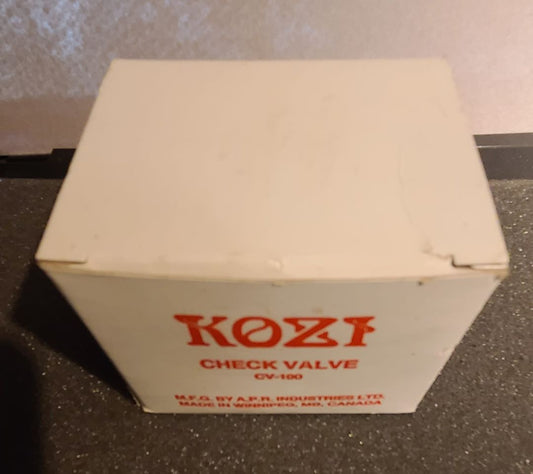 KOZI
CHECK VALVE
CV-100
M.F.G. BY A.P.R. INDUSTRIES LTD.
MADE IN WINNIPEG, MB, CANADA